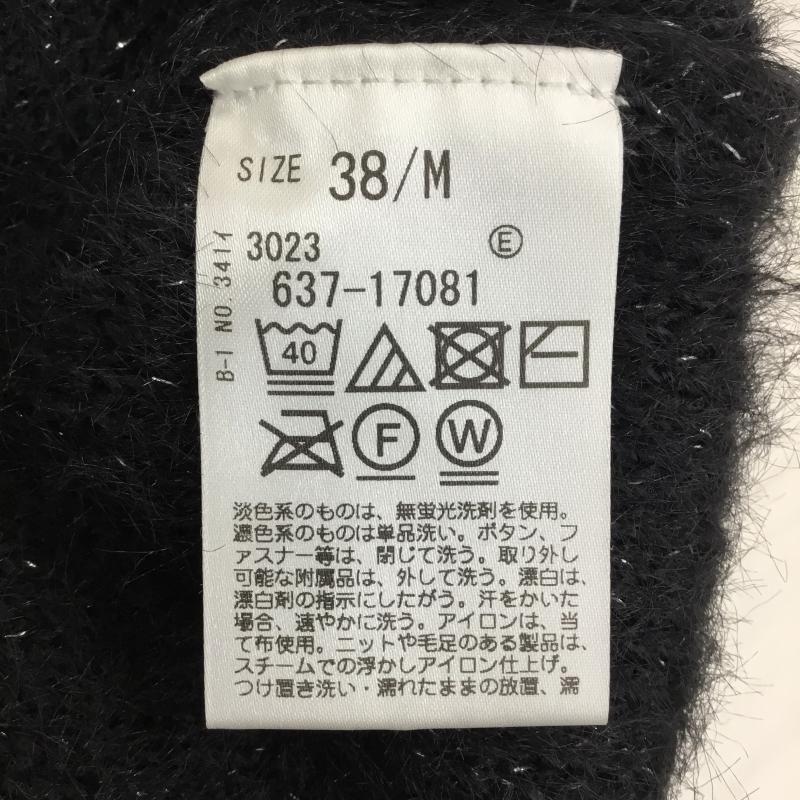 SIZE 38/M
3023 Ⓔ
637-17081
B-1 NO.341イ
40
F W
淡色系のものは、無蛍光洗剤を使用。
濃色系のものは単品洗い。ボタン、フ
ァスナー等は、閉じて洗う。取り外し
可能な附属品は、外して洗う。漂白は、
漂白剤の指示にしたがう。汗をかいた
場合、速やかに洗う。アイロンは、当
て布使用。ニットや毛足のある製品は、
スチームでの浮かしアイロン仕上げ。
つけ置き洗い・濡れたままの放置、濡